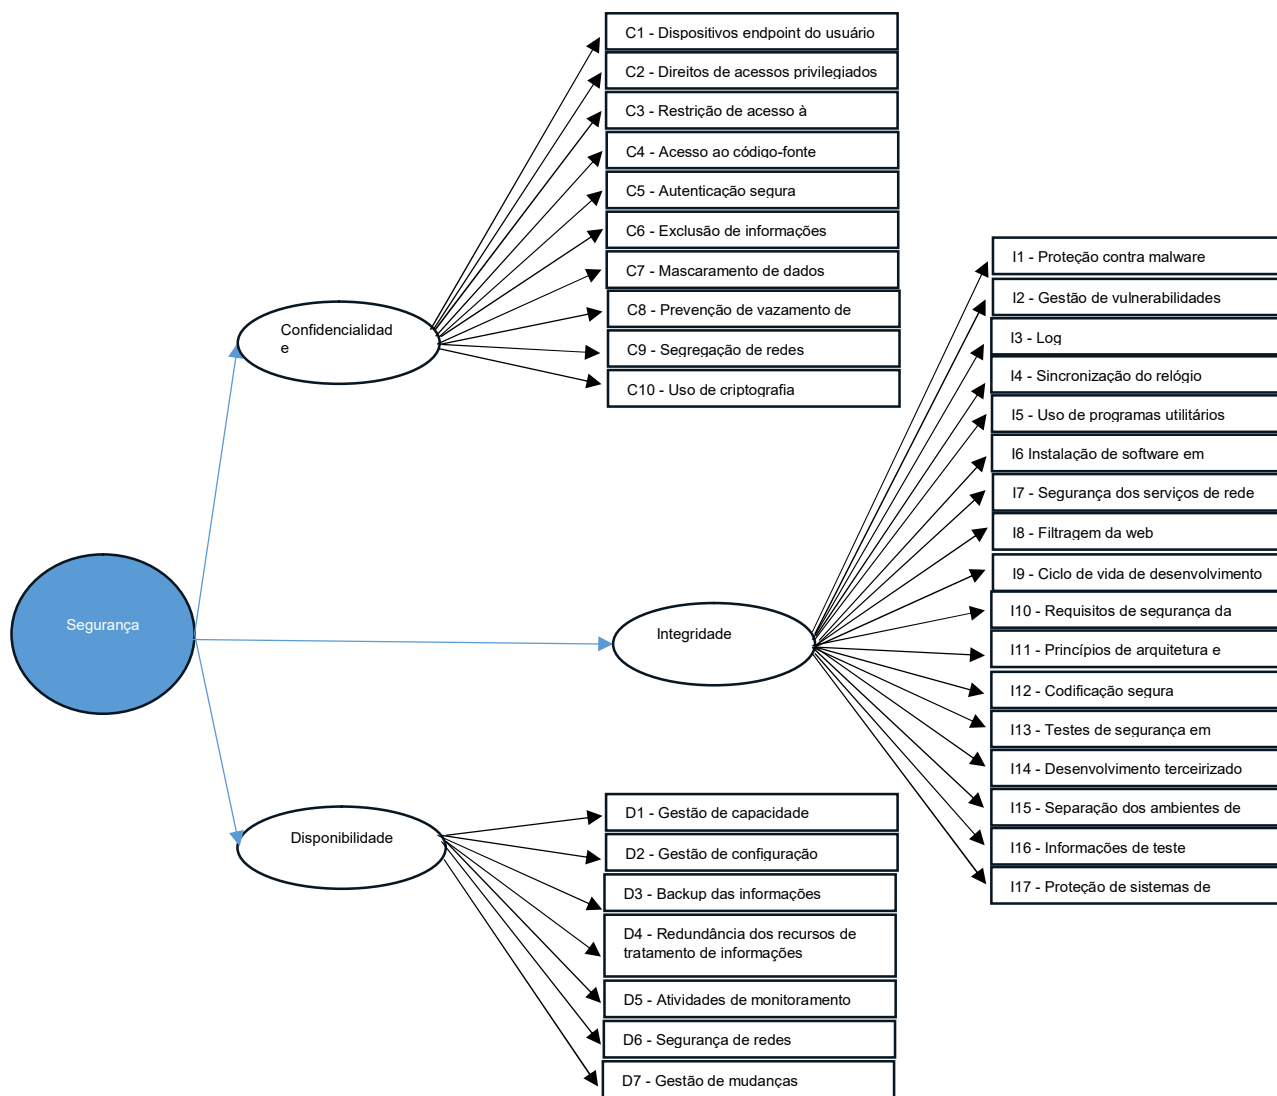 C1 - Dispositivos endpoint do usuário
C2 - Direitos de acessos privilegiados
C3 - Restrição de acesso à
C4 - Acesso ao código-fonte
C5 - Autenticação segura
C6 - Exclusão de informações
C7 - Mascaramento de dados
C8 - Prevenção de vazamento de
C9 - Segregação de redes
C10 - Uso de criptografia
Confidencialidad
e
I1 - Proteção contra malware
I2 - Gestão de vulnerabilidades
I3 - Log
I4 - Sincronização do relógio
I5 - Uso de programas utilitários
I6 Instalação de software em
I7 - Segurança dos serviços de rede
I8 - Filtragem da web
I9 - Ciclo de vida de desenvolvimento
I10 - Requisitos de segurança da
I11 - Princípios de arquitetura e
I12 - Codificação segura
I13 - Testes de segurança em
I14 - Desenvolvimento terceirizado
I15 - Separação dos ambientes de
I16 - Informações de teste
I17 - Proteção de sistemas de
Segurança
Integridade
Disponibilidade
D1 - Gestão de capacidade
D2 - Gestão de configuração
D3 - Backup das informações
D4 - Redundância dos recursos de
tratamento de informações
D5 - Atividades de monitoramento
D6 - Segurança de redes
D7 - Gestão de mudanças